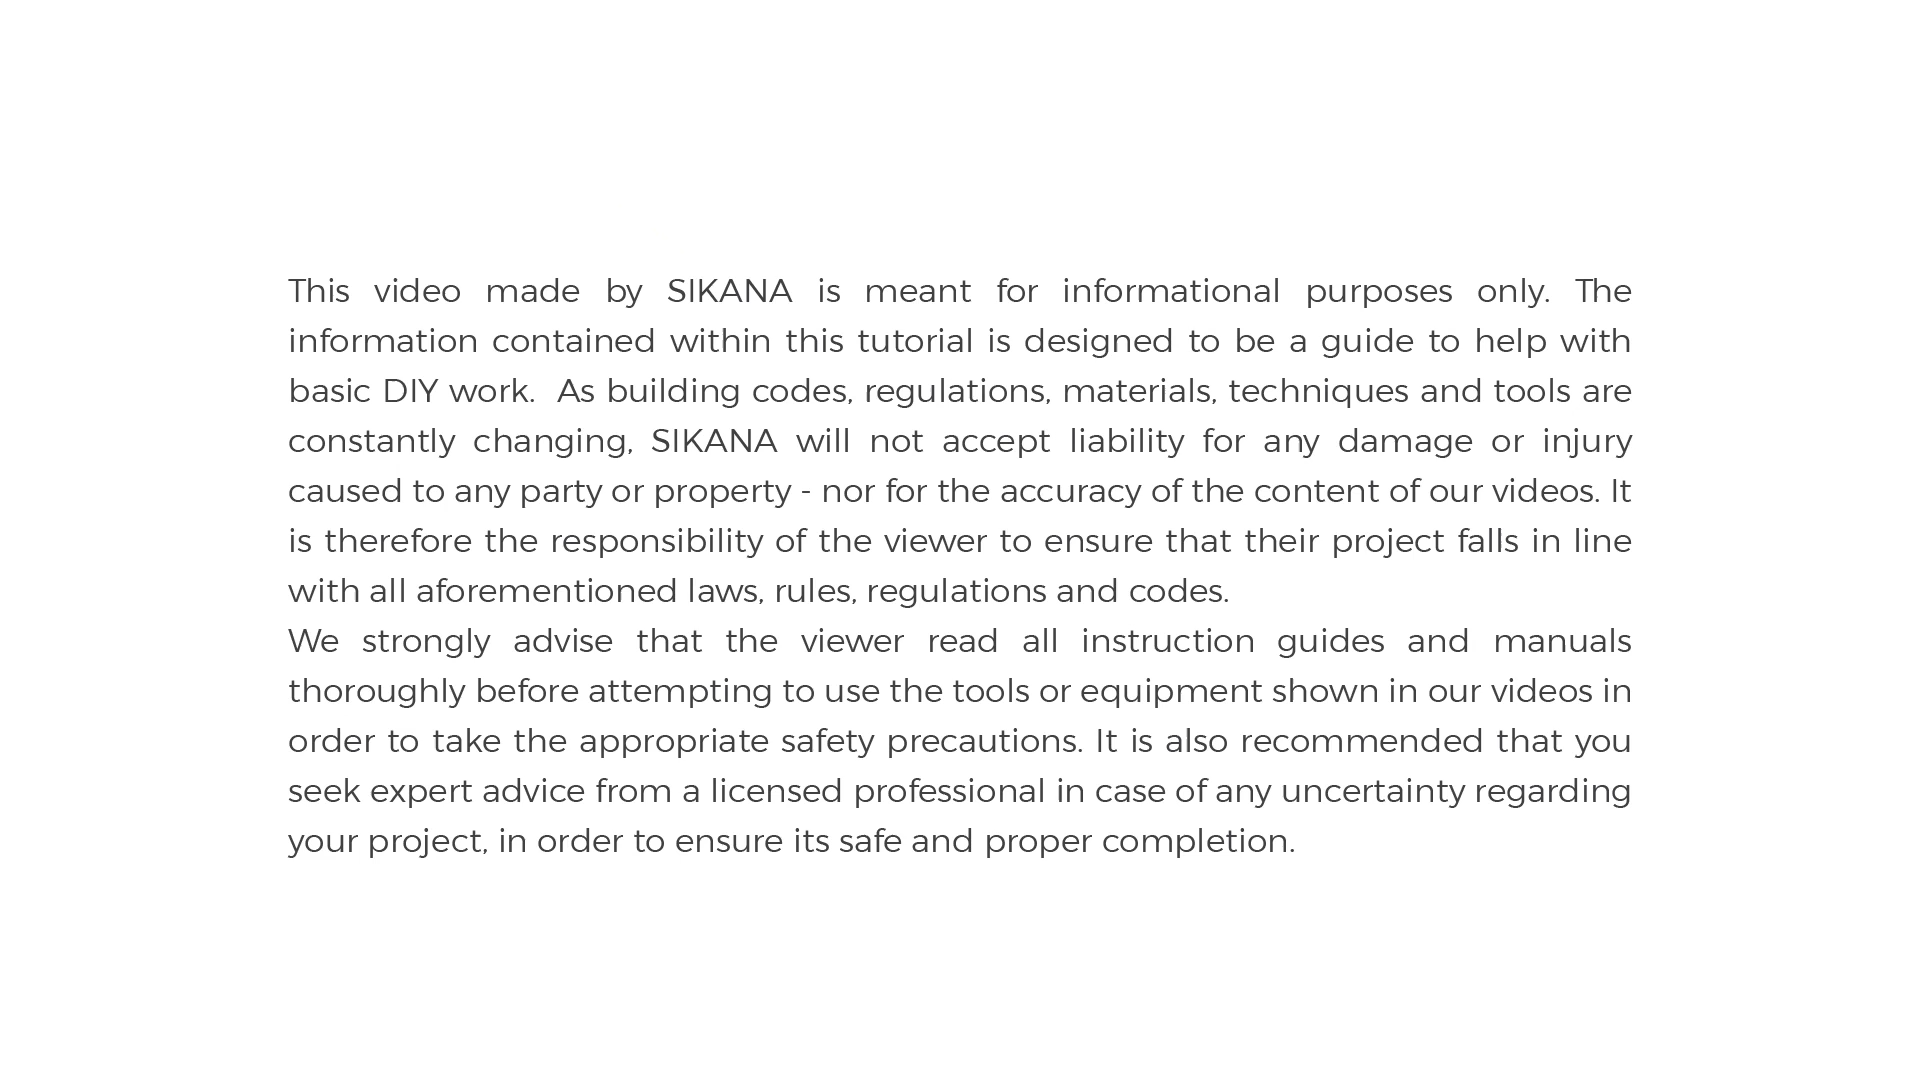 This video made by SIKANA is meant for informational purposes only. The
information contained within this tutorial is designed to be a guide to help with
basic DIY work.  As building codes, regulations, materials, techniques and tools are
constantly changing, SIKANA will not accept liability for any damage or injury
caused to any party or property - nor for the accuracy of the content of our videos. It
is therefore the responsibility of the viewer to ensure that their project falls in line
with all aforementioned laws, rules, regulations and codes.
We strongly advise that the viewer read all instruction guides and manuals
thoroughly before attempting to use the tools or equipment shown in our videos in
order to take the appropriate safety precautions. It is also recommended that you
seek expert advice from a licensed professional in case of any uncertainty regarding
your project, in order to ensure its safe and proper completion.